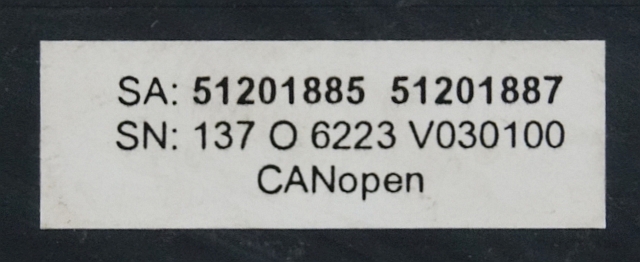 SA: 51201885 51201887
SN: 137 O 6223 V030100
CANopen